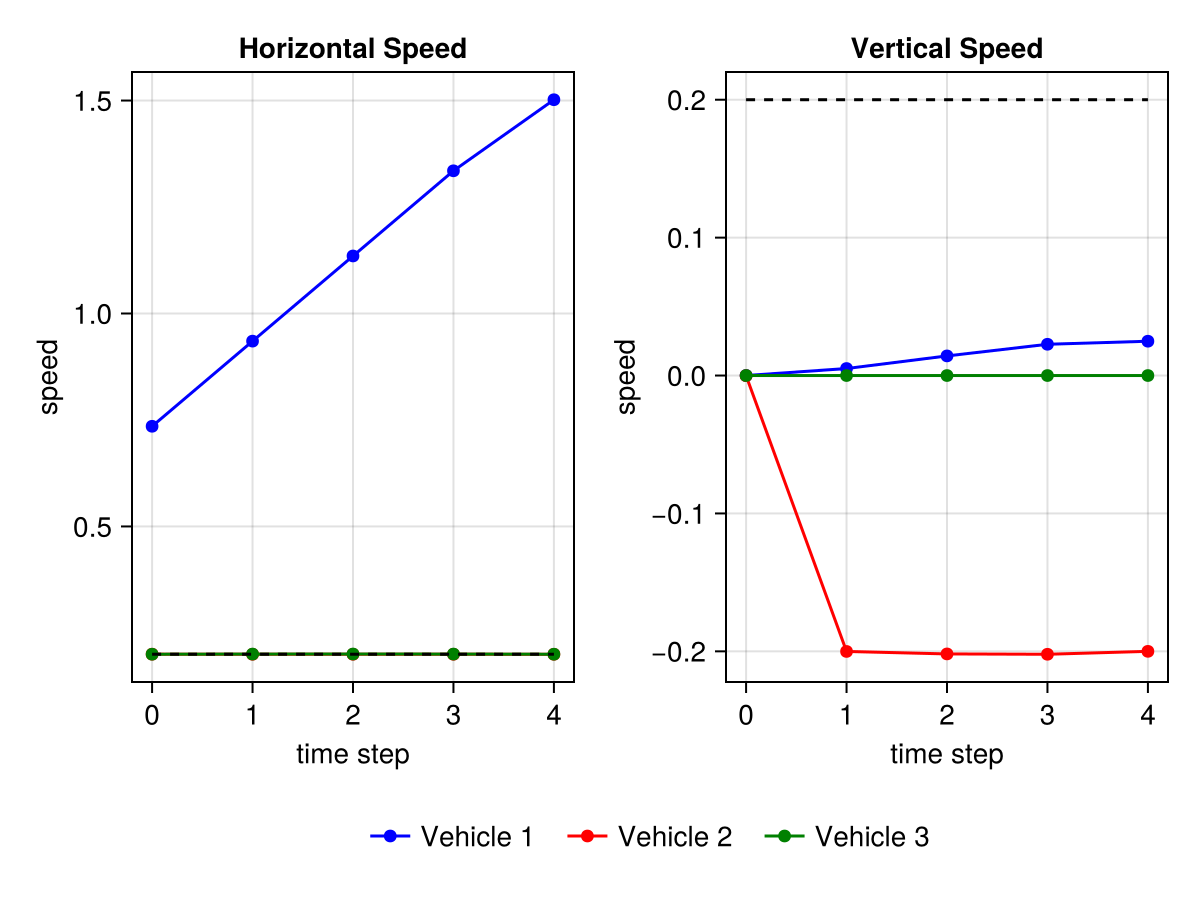 Horizontal Speed
1.5
1.0
0.5
speed
0 1 2 3 4
time step
Vertical Speed
0.2
0.1
0.0
−0.1
−0.2
speed
0 1 2 3 4
time step
Vehicle 1 Vehicle 2 Vehicle 3